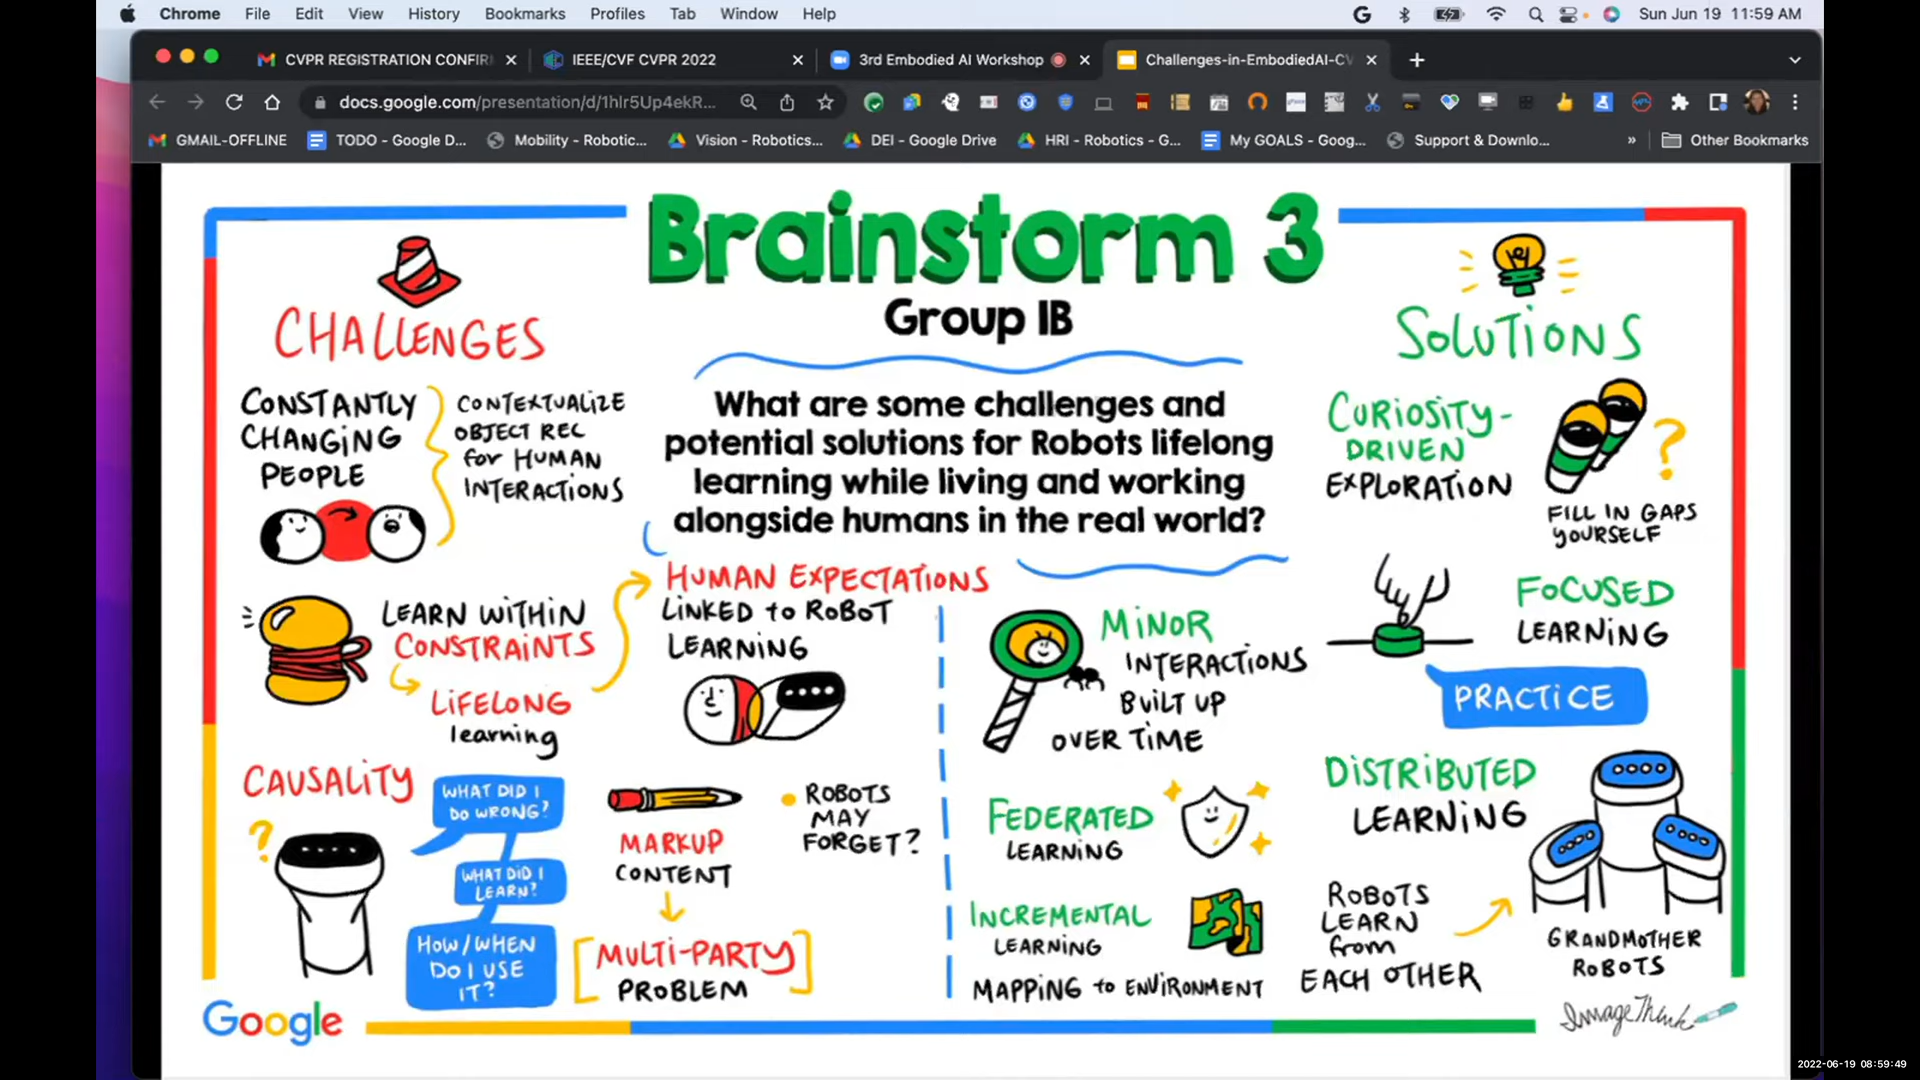 Chrome File Edit View History Bookmarks Profiles Tab Window Help
Sun Jun 19 11:59 AM
CVPR REGISTRATION CONFIR
IEEE/CVF CVPR 2022
3rd Embodied AI Workshop
Challenges-in-EmbodiedAI-CV
docs.google.com/presentation/d/1hlr5Up4ekR...
GMAIL-OFFLINE
TODO - Google D...
Mobility - Robotic...
Vision - Robotics...
DEI - Google Drive
HRI - Robotics - G...
My GOALS - Goog...
Support & Downlo...
»
Other Bookmarks
Brainstorm 3
Group 1B
What are some challenges and
potential solutions for Robots lifelong
learning while living and working
alongside humans in the real world?
CHALLENGES
CONSTANTLY
CHANGING
PEOPLE
CONTEXTUALIZE
OBJECT REC
for HUMAN
INTERACTIONS
LEARN WITHIN
CONSTRAINTS
LIFELONG
learning
HUMAN EXPECTATIONS
LINKED to ROBOT
LEARNING
CAUSALITY
?
WHAT DID I
DO WRONG?
WHAT DID I
LEARN?
HOW/WHEN
DO I USE
IT?
MARKUP
CONTENT
[MULTI-PARTY
PROBLEM]
ROBOTS
MAY
FORGET?
MINOR
INTERACTIONS
BUILT UP
OVER TIME
FEDERATED
LEARNING
INCREMENTAL
LEARNING
MAPPING to ENVIRONMENT
SOLUTIONS
CURIOSITY-
DRIVEN
EXPLORATION
?
FILL IN GAPS
YOURSELF
FOCUSED
LEARNING
PRACTICE
DISTRIBUTED
LEARNING
ROBOTS
LEARN
from
EACH OTHER
GRANDMOTHER
ROBOTS
Google
ImageThink
2022-06-19 08:59:49